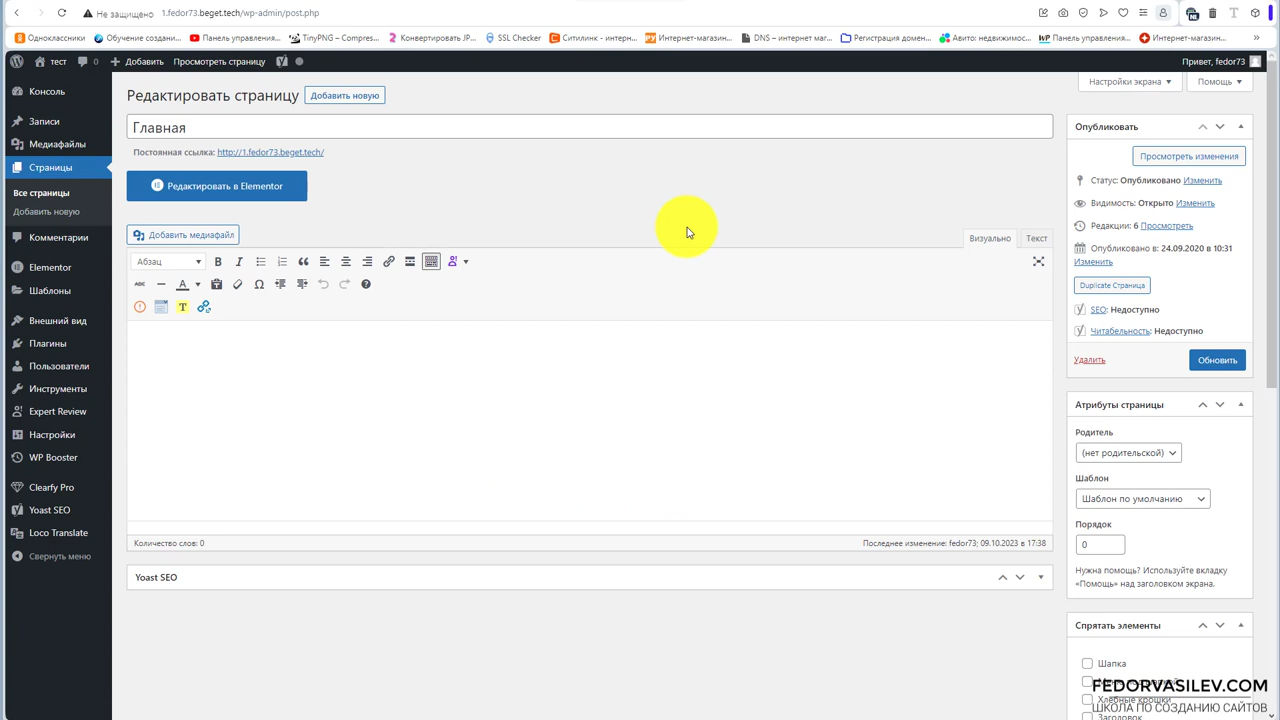 Не защищено 1.fedor73.beget.tech/wp-admin/post.php
Одноклассники Обучение создани... Панель управления... TinyPNG – Compres... Конвертировать JP... SSL Checker Ситилинк - интерн... Интернет-магазин... DNS – интернет маг... Регистрация домен... Авито: недвижимос... Панель управления... Интернет-магазин...
тест 0 Добавить Просмотреть страницу Привет, fedor73
Настройки экрана Помощь
Консоль
Записи
Медиафайлы
Страницы
Все страницы
Добавить новую
Комментарии
Elementor
Шаблоны
Внешний вид
Плагины
Пользователи
Инструменты
Expert Review
Настройки
WP Booster
Clearfy Pro
Yoast SEO
Loco Translate
Свернуть меню
Редактировать страницу Добавить новую
Главная
Постоянная ссылка: http://1.fedor73.beget.tech/
Редактировать в Elementor
Добавить медиафайл
Визуально Текст
Абзац
Количество слов: 0 Последнее изменение: fedor73; 09.10.2023 в 17:38
Yoast SEO
Опубликовать
Просмотреть изменения
Статус: Опубликовано Изменить
Видимость: Открыто Изменить
Редакции: 6 Просмотреть
Опубликовано в: 24.09.2020 в 10:31
Изменить
Duplicate Страница
SEO: Недоступно
Читабельность: Недоступно
Удалить Обновить
Атрибуты страницы
Родитель
(нет родительской)
Шаблон
Шаблон по умолчанию
Порядок
0
Нужна помощь? Используйте вкладку
«Помощь» над заголовком экрана.
Спрятать элементы
Шапка
FEDORVASILEV.COM
Хлебные крошки
ШКОЛА ПО СОЗДАНИЮ САЙТОВ
Заголовок